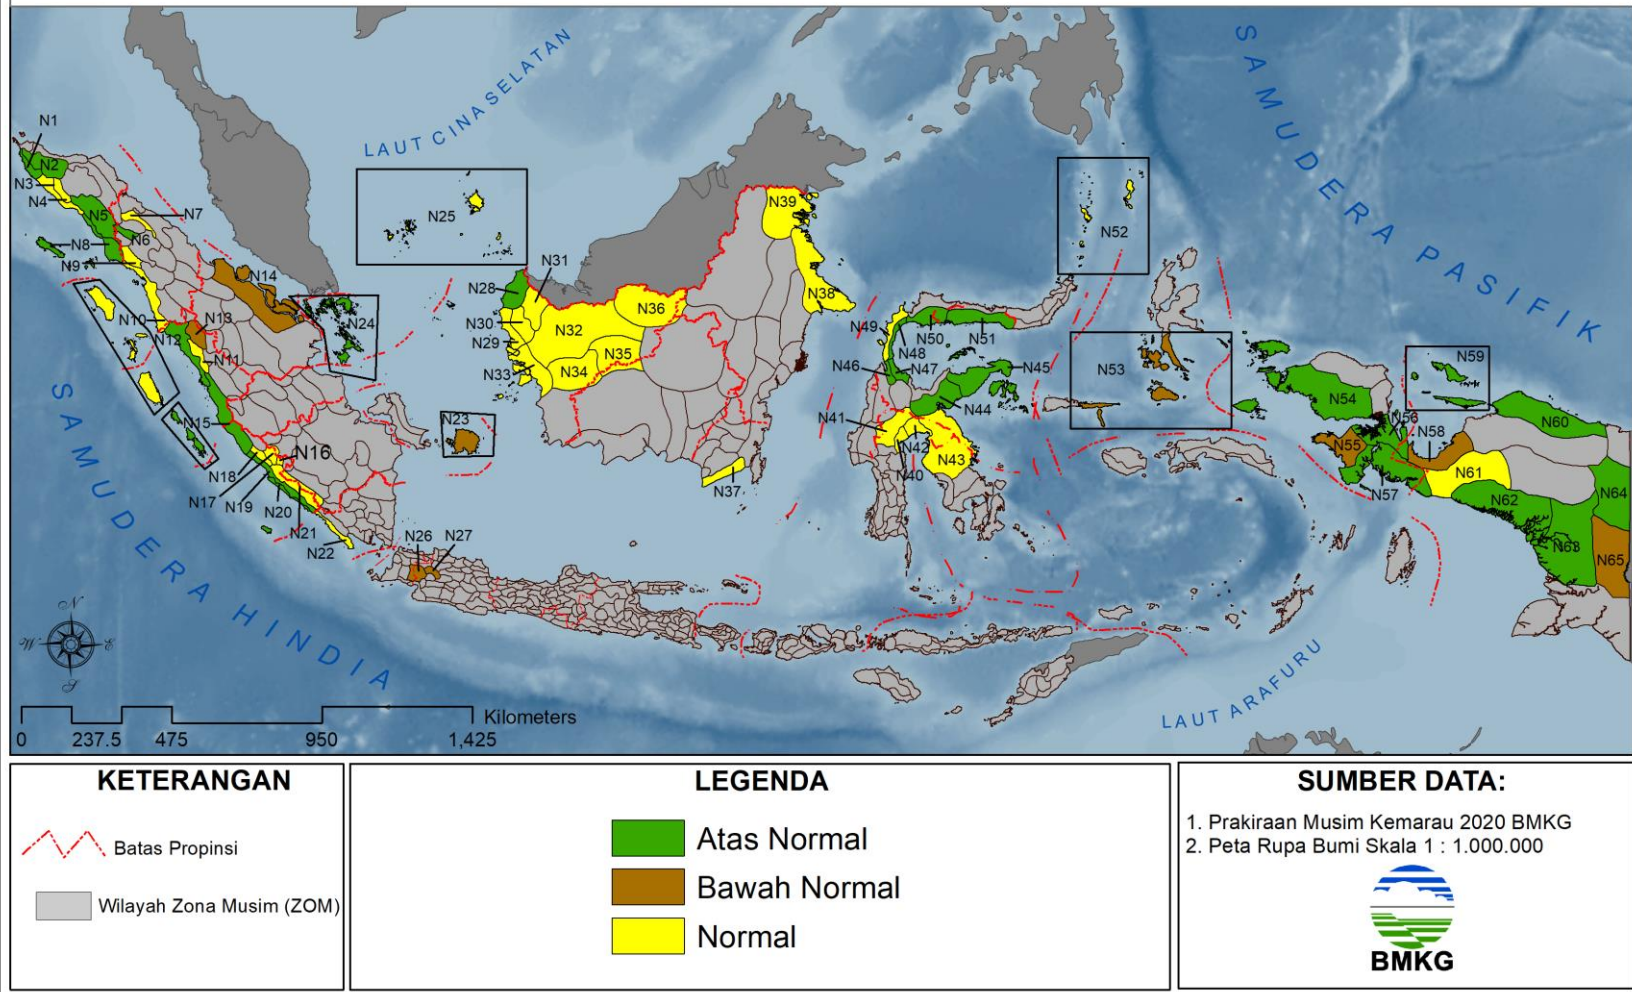 LAUT CINA SELATAN
SAMUDERA PASIFIK
SAMUDERA HINDIA
LAUT ARAFURU
N1
N2
N3
N4
N5
N6
N7
N8
N9
N10
N11
N12
N13
N14
N15
N16
N17
N18
N19
N20
N21
N22
N23
N24
N25
N26
N27
N28
N29
N30
N31
N32
N33
N34
N35
N36
N37
N38
N39
N40
N41
N42
N43
N44
N45
N46
N47
N48
N49
N50
N51
N52
N53
N54
N55
N56
N57
N58
N59
N60
N61
N62
N63
N64
N65
N
W
E
S
Kilometers
0 237.5 475 950 1,425
KETERANGAN
Batas Propinsi
Wilayah Zona Musim (ZOM)
LEGENDA
Atas Normal
Bawah Normal
Normal
SUMBER DATA:
1. Prakiraan Musim Kemarau 2020 BMKG
2. Peta Rupa Bumi Skala 1 : 1.000.000
BMKG